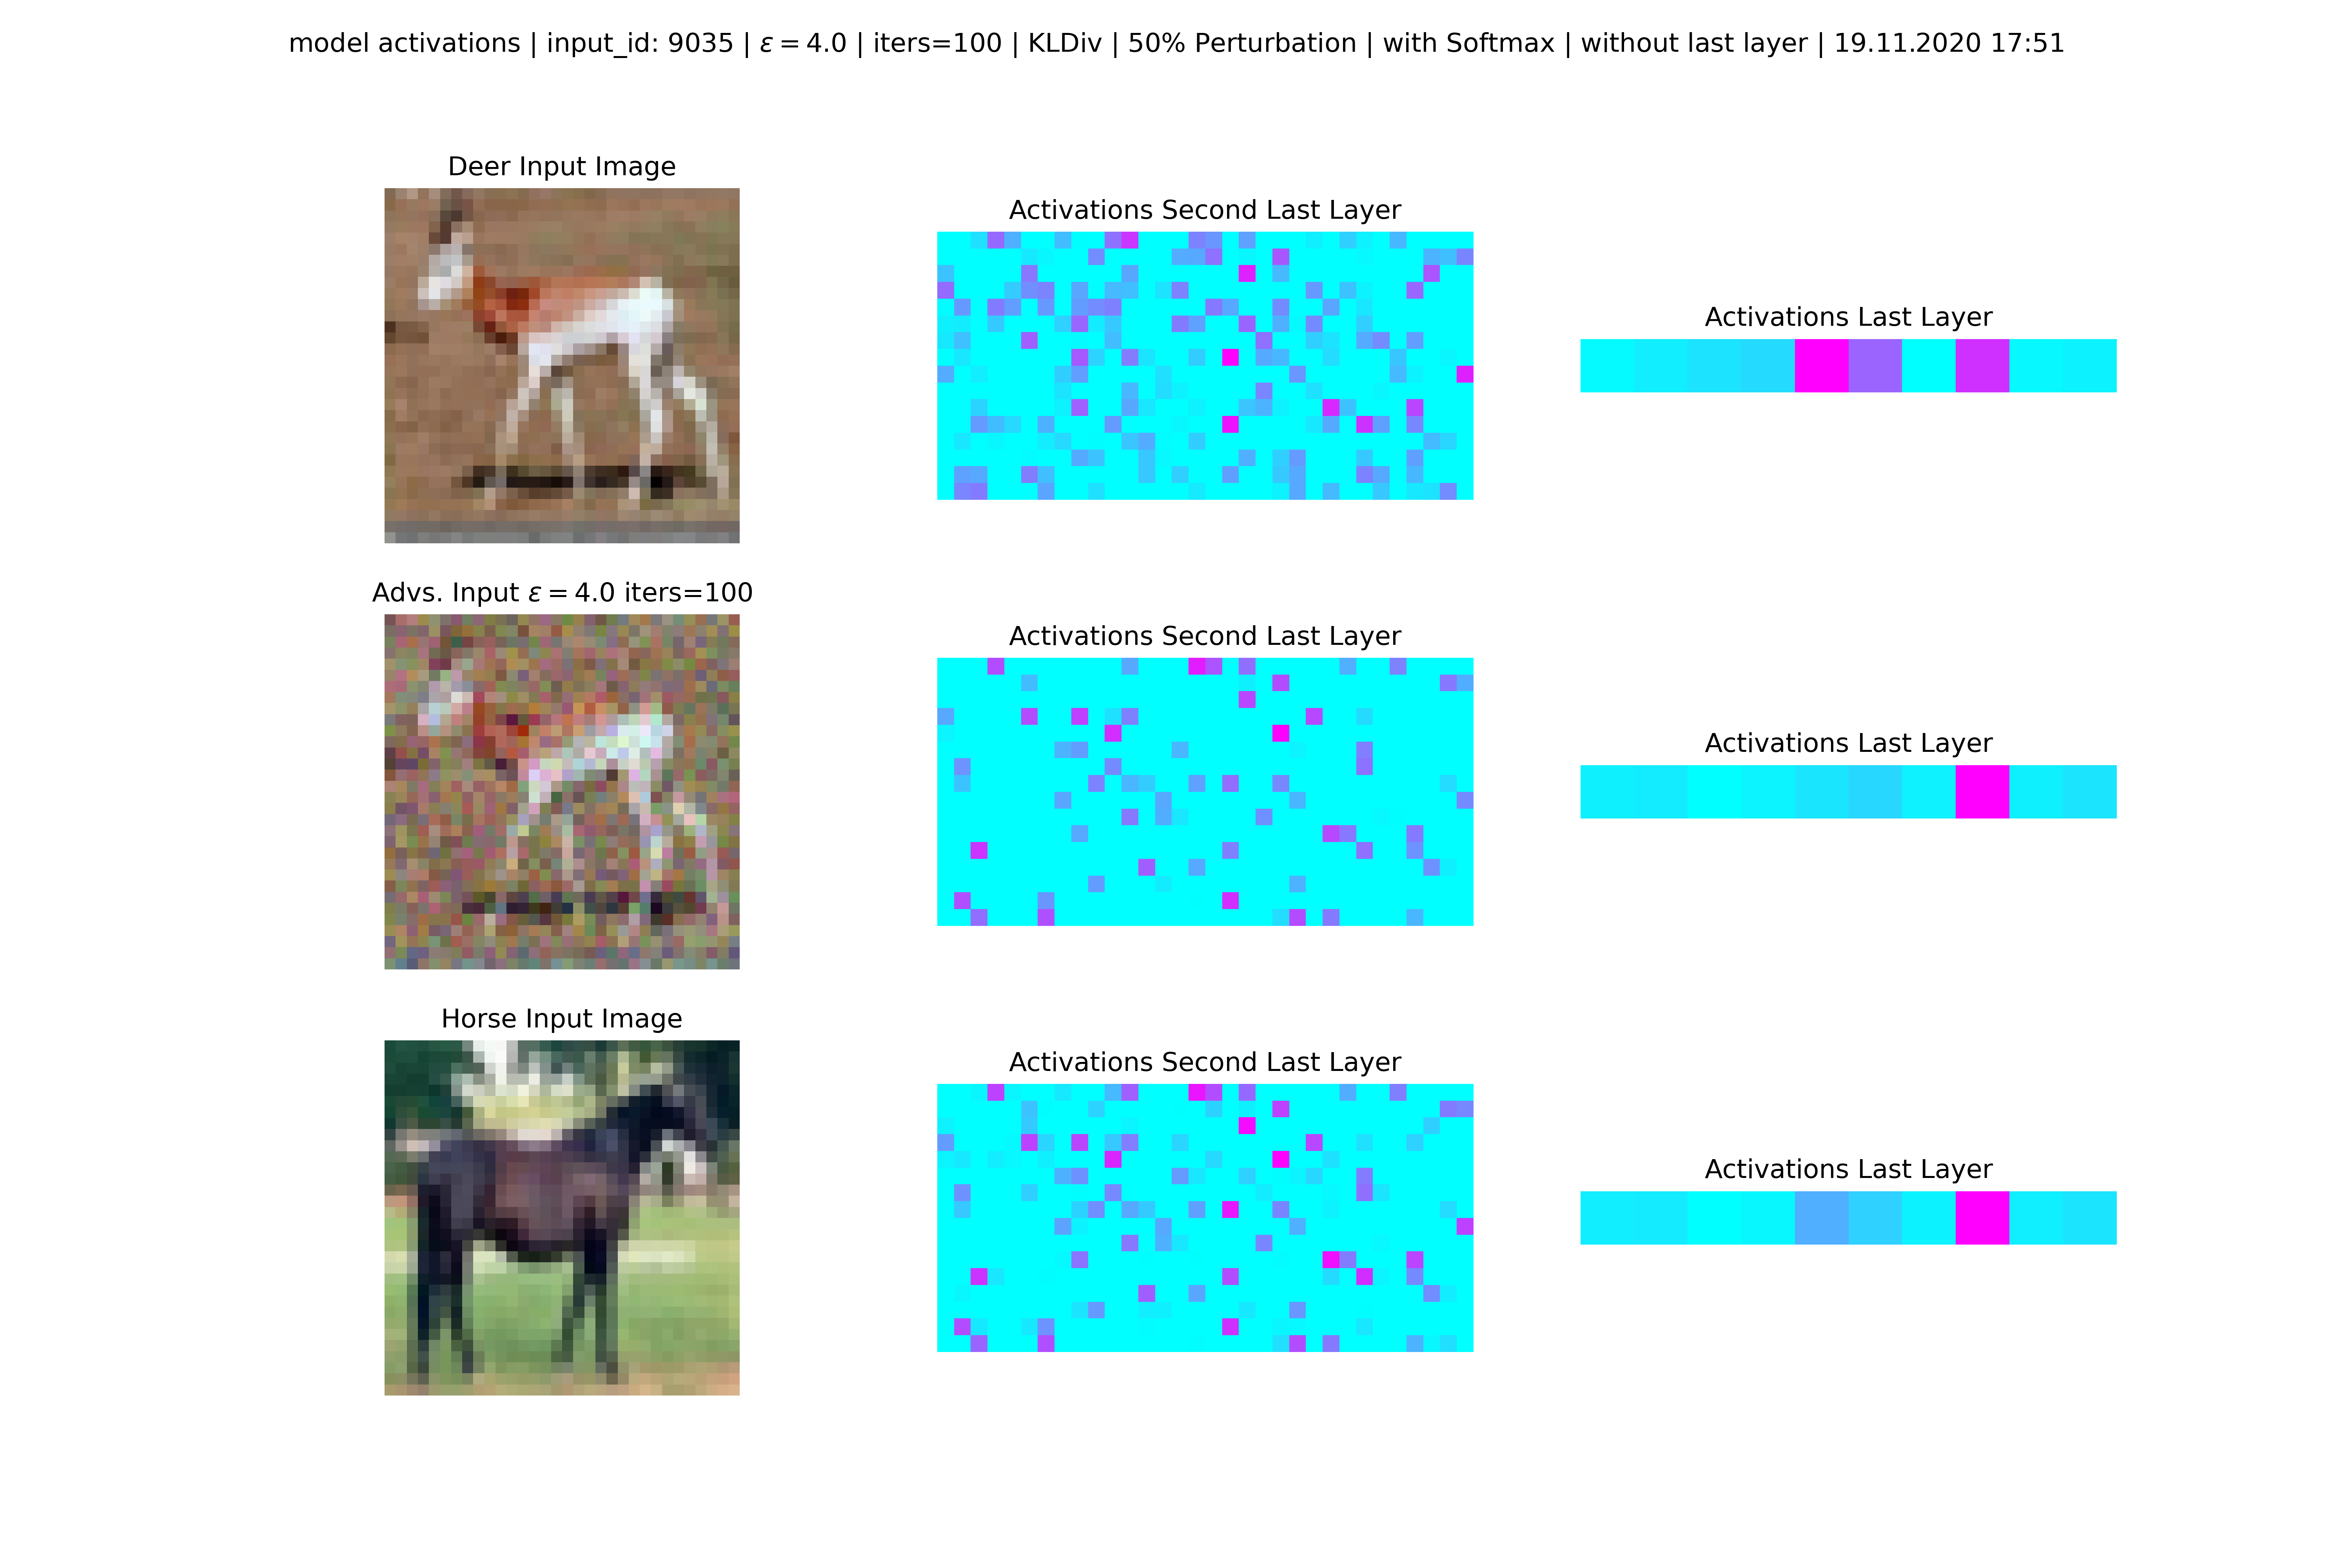 model activations | input_id: 9035 | ε = 4.0 | iters=100 | KLDiv | 50% Perturbation | with Softmax | without last layer | 19.11.2020 17:51
Deer Input Image
Activations Second Last Layer
Activations Last Layer
Advs. Input ε = 4.0 iters=100
Activations Second Last Layer
Activations Last Layer
Horse Input Image
Activations Second Last Layer
Activations Last Layer